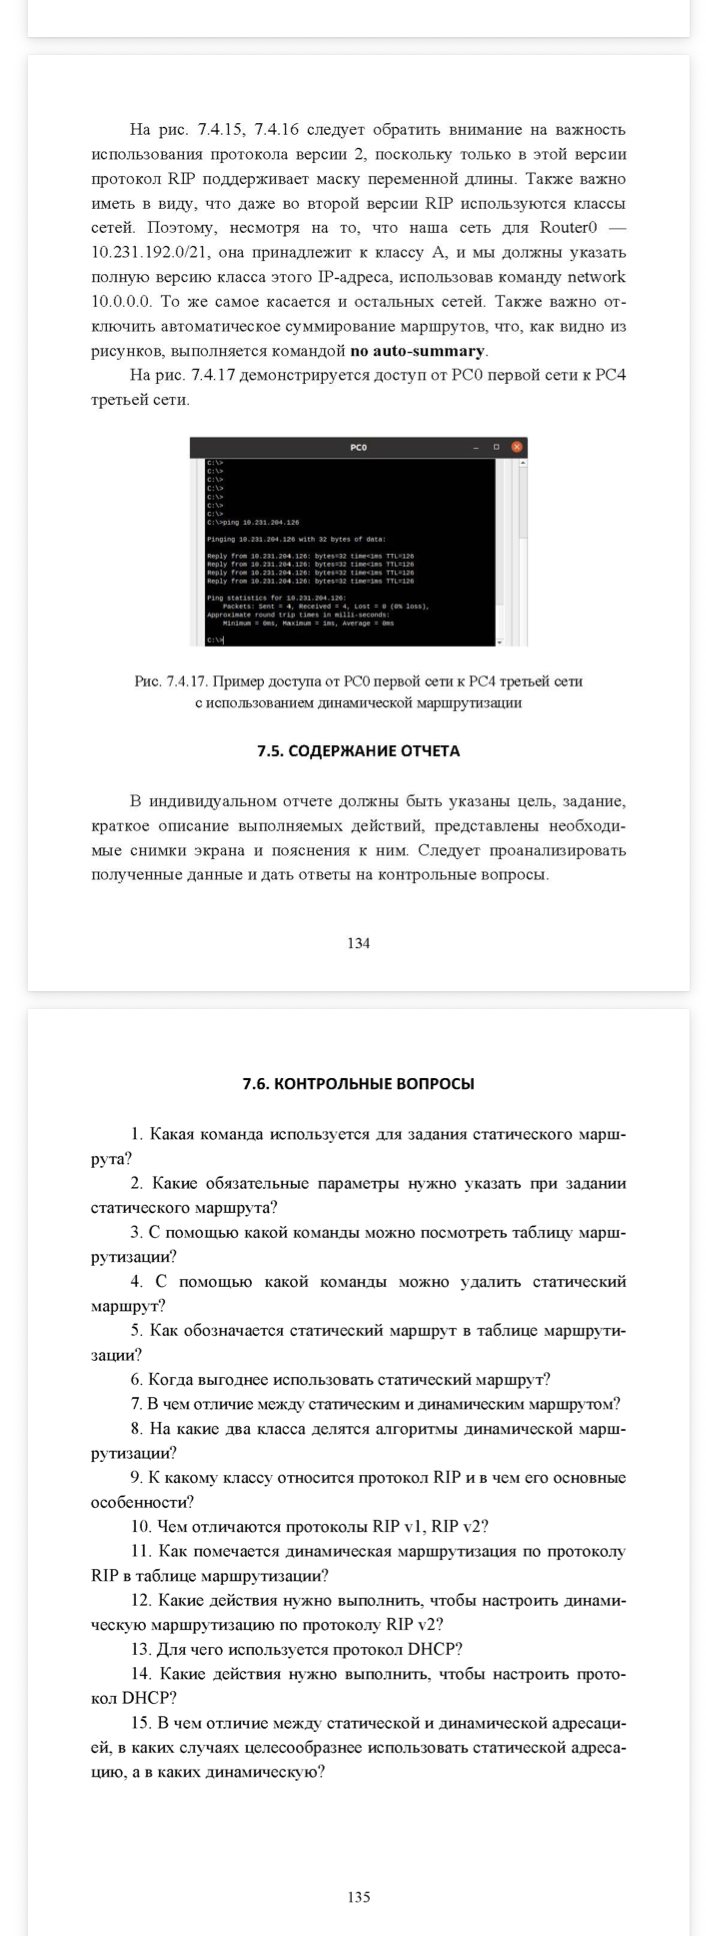 На рис. 7.4.15, 7.4.16 следует обратить внимание на важность
использования протокола версии 2, поскольку только в этой версии
протокол RIP поддерживает маску переменной длины. Также важно
иметь в виду, что даже во второй версии RIP используются классы
сетей. Поэтому, несмотря на то, что наша сеть для Router0 —
10.231.192.0/21, она принадлежит к классу А, и мы должны указать
полную версию класса этого IP-адреса, использовав команду network
10.0.0.0. То же самое касается и остальных сетей. Также важно от-
ключить автоматическое суммирование маршрутов, что, как видно из
рисунков, выполняется командой no auto-summary.
На рис. 7.4.17 демонстрируется доступ от PC0 первой сети к PC4
третьей сети.
PC0
C:\>
C:\>
C:\>
C:\>
C:\>
C:\>
C:\>
C:\>ping 10.231.204.126
Pinging 10.231.204.126 with 32 bytes of data:
Reply from 10.231.204.126: bytes=32 time<1ms TTL=126
Reply from 10.231.204.126: bytes=32 time<1ms TTL=126
Reply from 10.231.204.126: bytes=32 time=1ms TTL=126
Reply from 10.231.204.126: bytes=32 time<1ms TTL=126
Ping statistics for 10.231.204.126:
Packets: Sent = 4, Received = 4, Lost = 0 (0% loss),
Approximate round trip times in milli-seconds:
Minimum = 0ms, Maximum = 1ms, Average = 0ms
C:\>
Рис. 7.4.17. Пример доступа от PC0 первой сети к PC4 третьей сети
с использованием динамической маршрутизации
7.5. СОДЕРЖАНИЕ ОТЧЕТА
В индивидуальном отчете должны быть указаны цель, задание,
краткое описание выполняемых действий, представлены необходи-
мые снимки экрана и пояснения к ним. Следует проанализировать
полученные данные и дать ответы на контрольные вопросы.
134
7.6. КОНТРОЛЬНЫЕ ВОПРОСЫ
1. Какая команда используется для задания статического марш-
рута?
2. Какие обязательные параметры нужно указать при задании
статического маршрута?
3. С помощью какой команды можно посмотреть таблицу марш-
рутизации?
4. С помощью какой команды можно удалить статический
маршрут?
5. Как обозначается статический маршрут в таблице маршрути-
зации?
6. Когда выгоднее использовать статический маршрут?
7. В чем отличие между статическим и динамическим маршрутом?
8. На какие два класса делятся алгоритмы динамической марш-
рутизации?
9. К какому классу относится протокол RIP и в чем его основные
особенности?
10. Чем отличаются протоколы RIP v1, RIP v2?
11. Как помечается динамическая маршрутизация по протоколу
RIP в таблице маршрутизации?
12. Какие действия нужно выполнить, чтобы настроить динами-
ческую маршрутизацию по протоколу RIP v2?
13. Для чего используется протокол DHCP?
14. Какие действия нужно выполнить, чтобы настроить прото-
кол DHCP?
15. В чем отличие между статической и динамической адресаци-
ей, в каких случаях целесообразнее использовать статической адреса-
цию, а в каких динамическую?
135